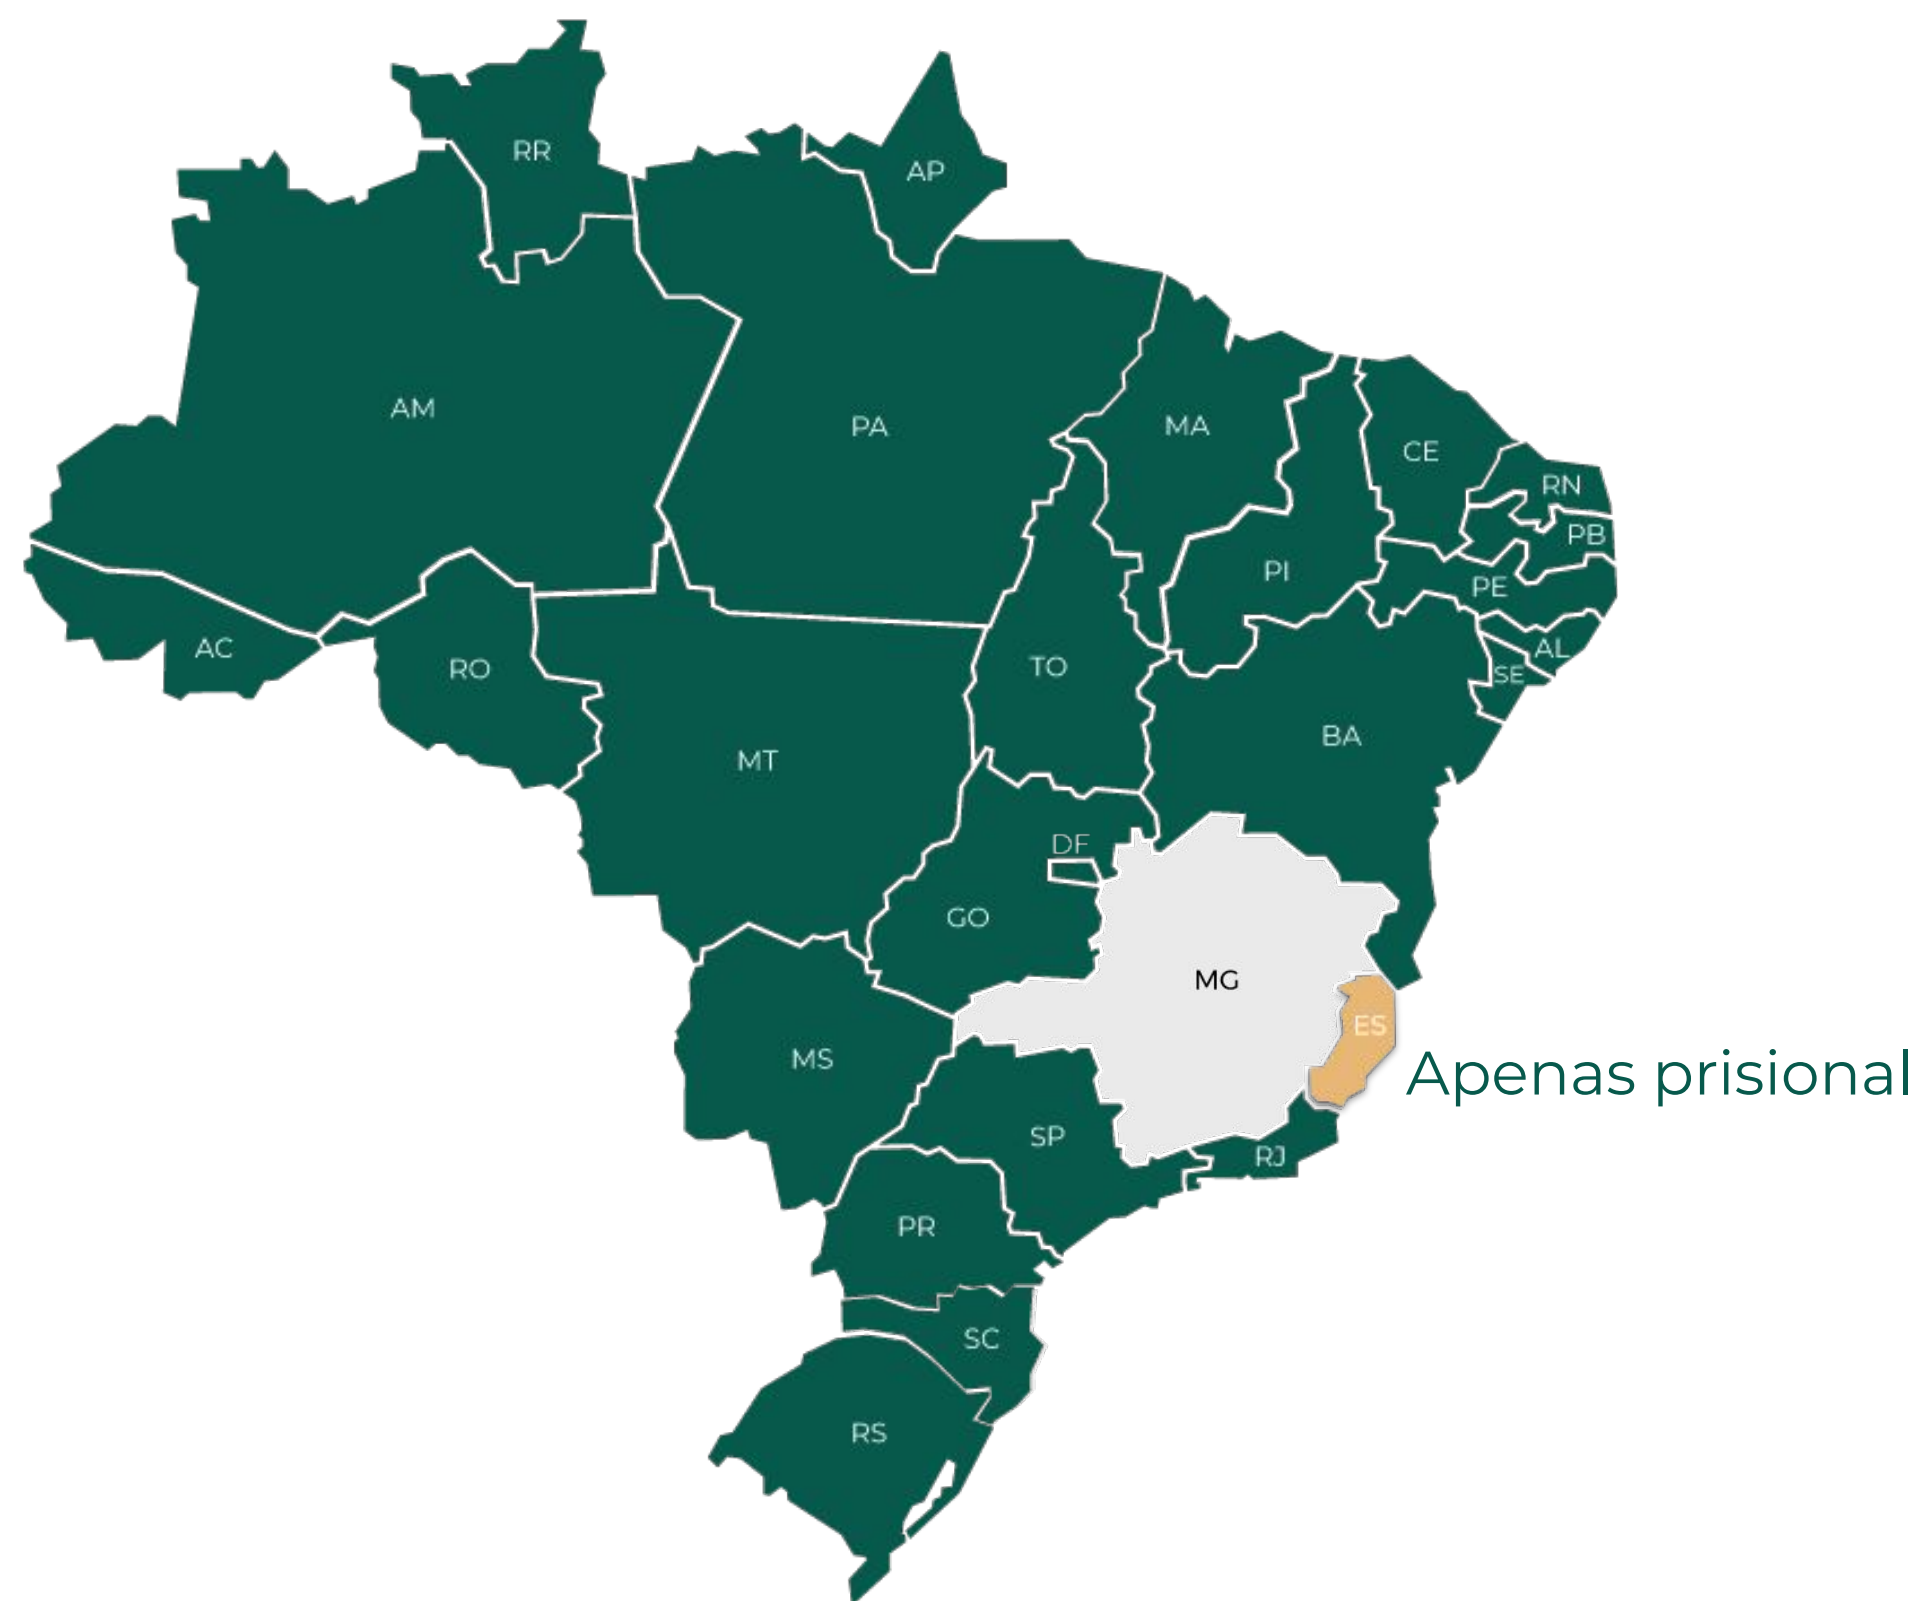 RR
AP
AM
PA
MA
CE
RN
PB
PI
PE
AC
RO
TO
AL
SE
BA
MT
DF
GO
MG
ES
MS
Apenas prisional
SP
RJ
PR
SC
RS